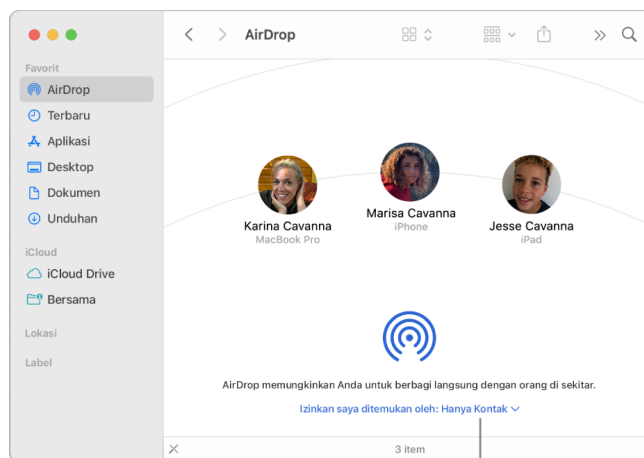 AirDrop
Favorit
AirDrop
Terbaru
Aplikasi
Desktop
Dokumen
Unduhan
iCloud
iCloud Drive
Bersama
Lokasi
Label
Karina Cavanna
MacBook Pro
Marisa Cavanna
iPhone
Jesse Cavanna
iPad
AirDrop memungkinkan Anda untuk berbagi langsung dengan orang di sekitar.
Izinkan saya ditemukan oleh: Hanya Kontak
3 item